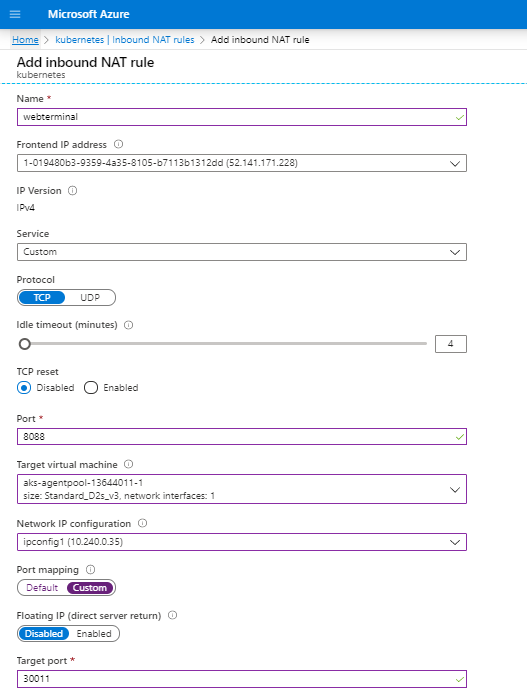 Microsoft Azure
Home > kubernetes | Inbound NAT rules > Add inbound NAT rule
Add inbound NAT rule
kubernetes
Name *
webterminal
Frontend IP address
1-019480b3-9359-4a35-8105-b7113b1312dd (52.141.171.228)
IP Version
IPv4
Service
Custom
Protocol
TCP UDP
Idle timeout (minutes)
4
TCP reset
Disabled Enabled
Port *
8088
Target virtual machine
aks-agentpool-13644011-1
size: Standard_D2s_v3, network interfaces: 1
Network IP configuration
ipconfig1 (10.240.0.35)
Port mapping
Default Custom
Floating IP (direct server return)
Disabled Enabled
Target port *
30011